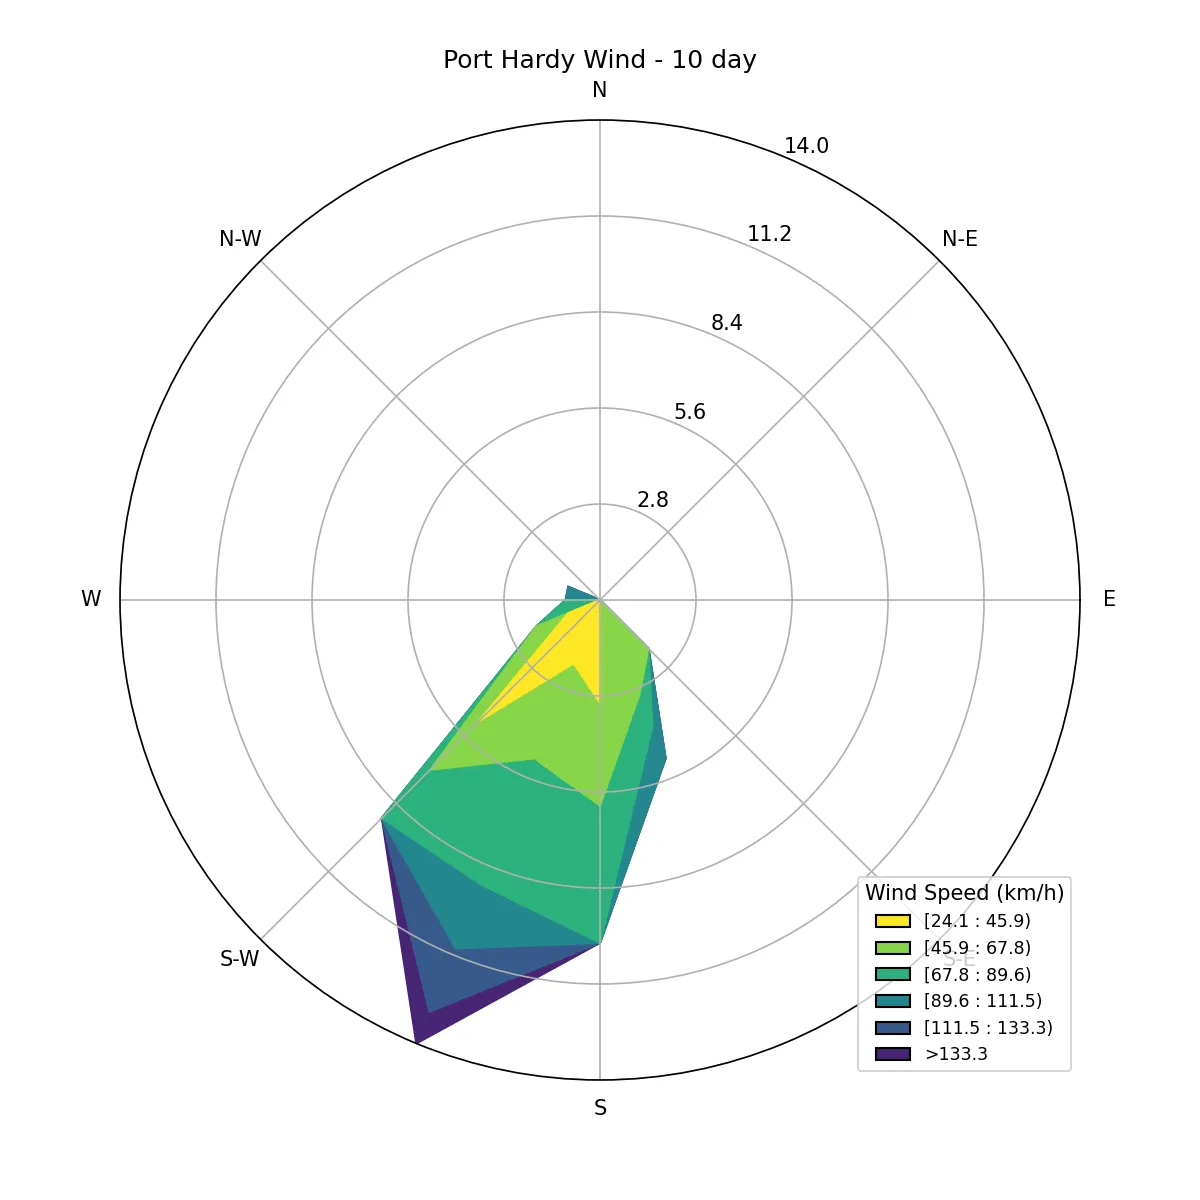 Port Hardy Wind - 10 day
N
14.0
11.2
N-W
N-E
8.4
5.6
2.8
W
E
Wind Speed (km/h)
[24.1 : 45.9)
[45.9 : 67.8)
S-W
S-E
[67.8 : 89.6)
[89.6 : 111.5)
[111.5 : 133.3)
>133.3
S